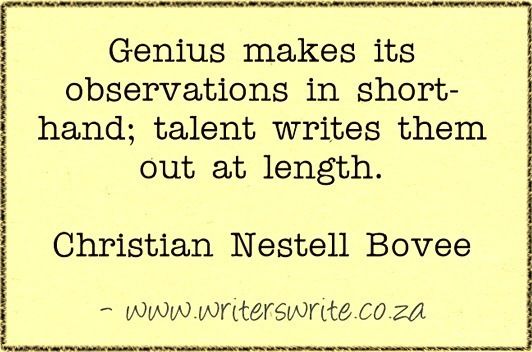 Genius makes its
observations in short-
hand; talent writes them
out at length.
Christian Nestell Bovee
- www.writerswrite.co.za